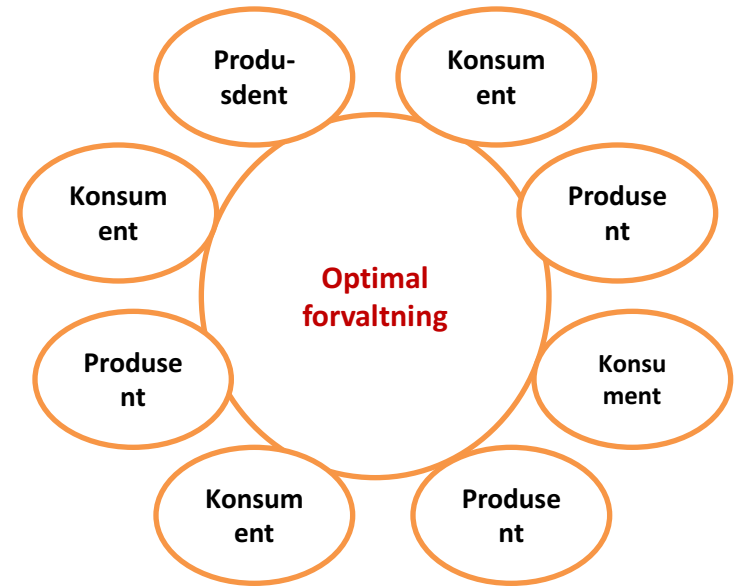 Produ-
sdent
Konsum
ent
Konsum
ent
Produse
nt
Optimal
forvaltning
Produse
nt
Konsu
ment
Konsum
ent
Produse
nt